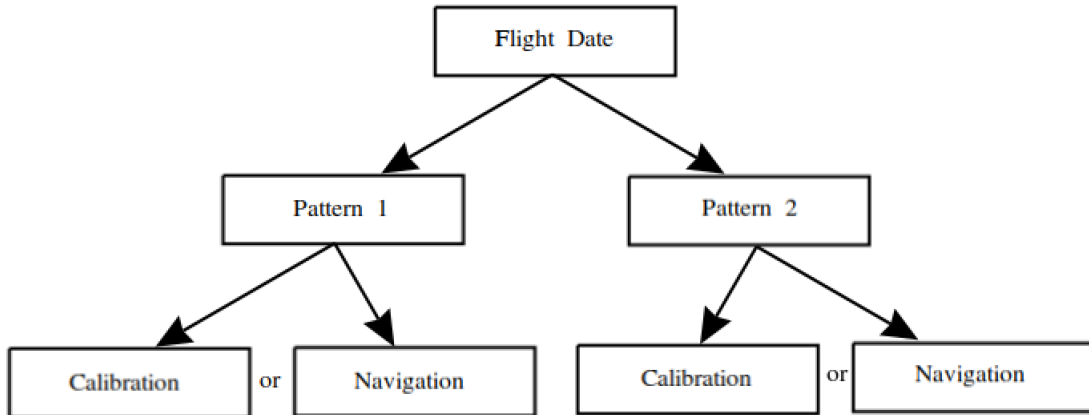 Flight Date
Pattern 1
Pattern 2
Calibration
or
Navigation
Calibration
or
Navigation